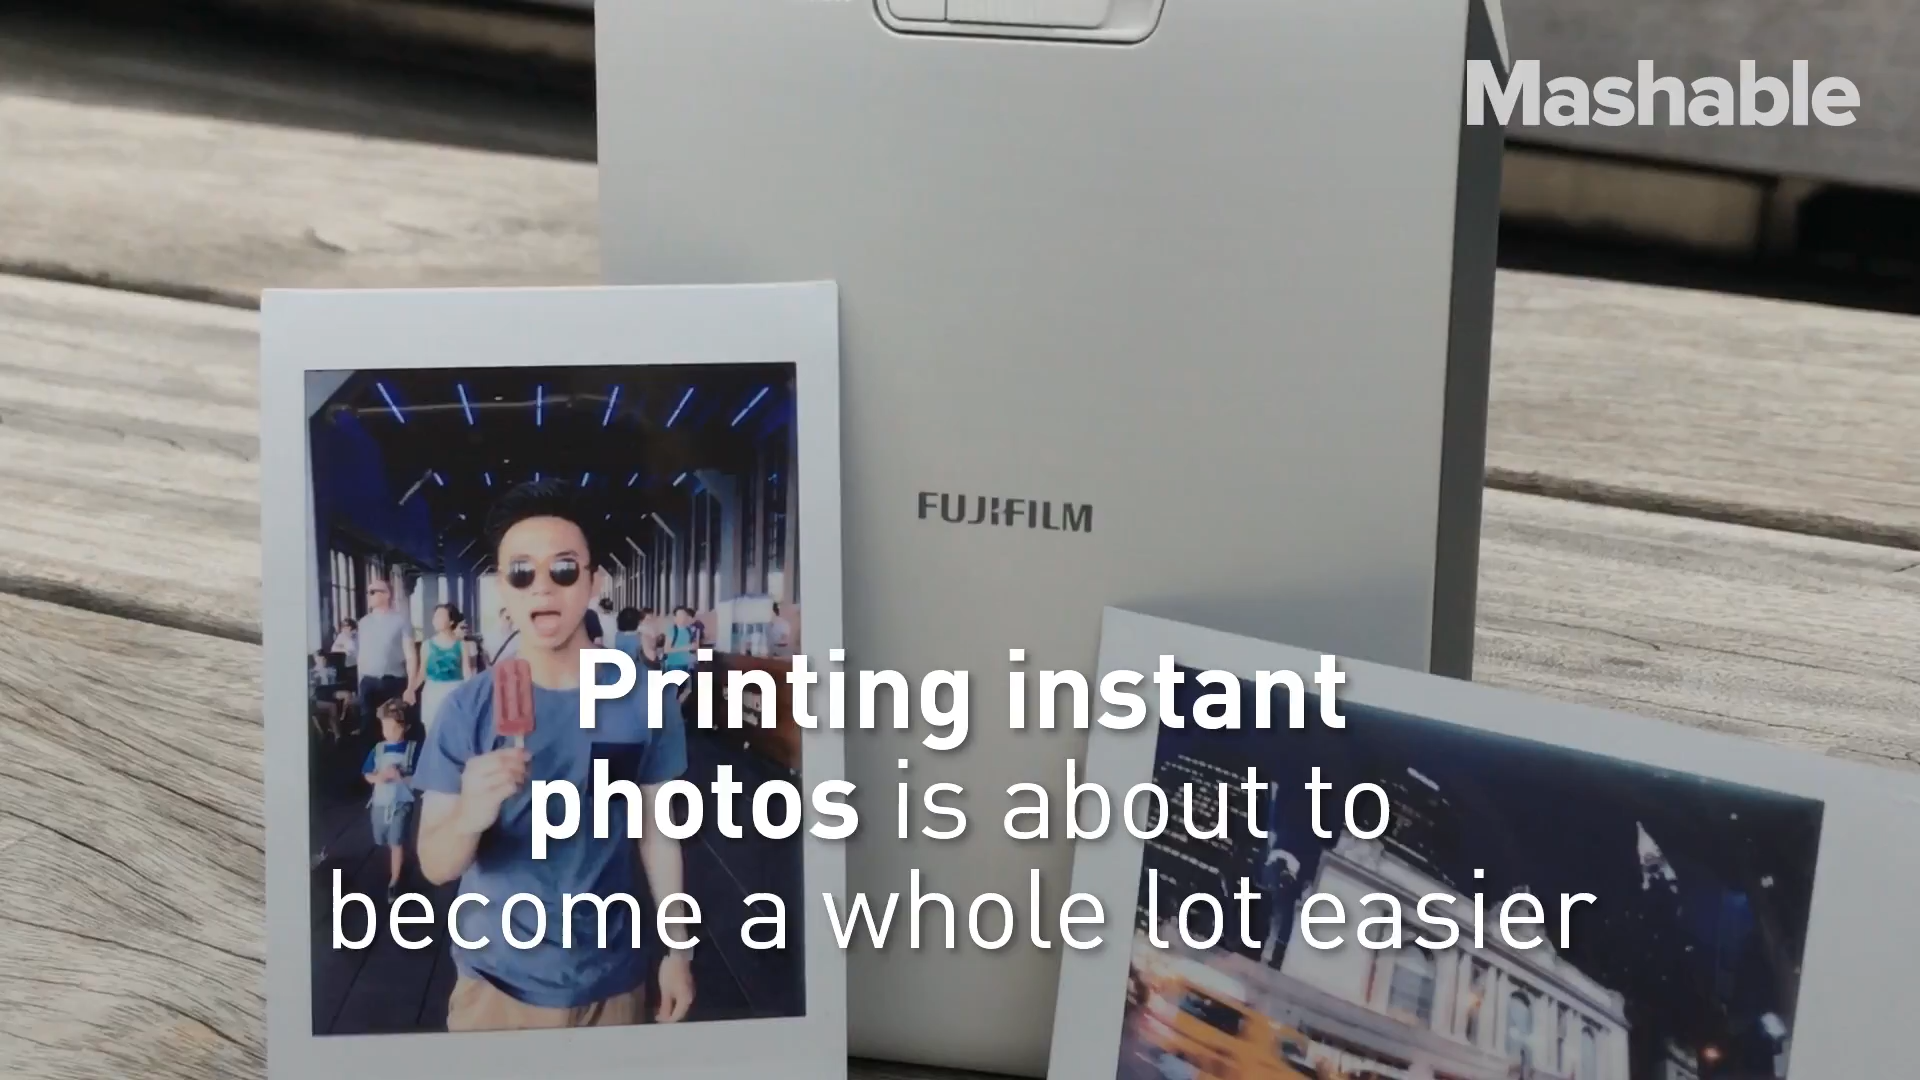 Mashable
FUJIFILM
Printing instant
photos is about to
become a whole lot easier